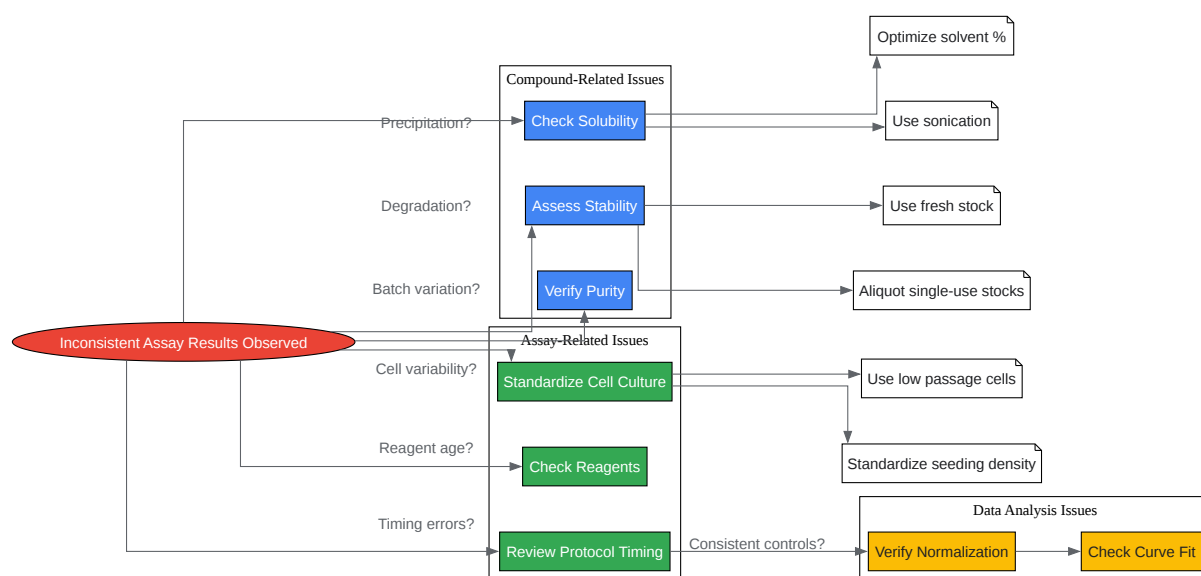 Optimize solvent %
Compound-Related Issues
Precipitation?
Check Solubility
Use sonication
Degradation?
Assess Stability
Use fresh stock
Batch variation?
Verify Purity
Aliquot single-use stocks
Inconsistent Assay Results Observed
Assay-Related Issues
Cell variability?
Standardize Cell Culture
Use low passage cells
Reagent age?
Check Reagents
Standardize seeding density
Data Analysis Issues
Timing errors?
Review Protocol Timing
Consistent controls?
Verify Normalization
Check Curve Fit